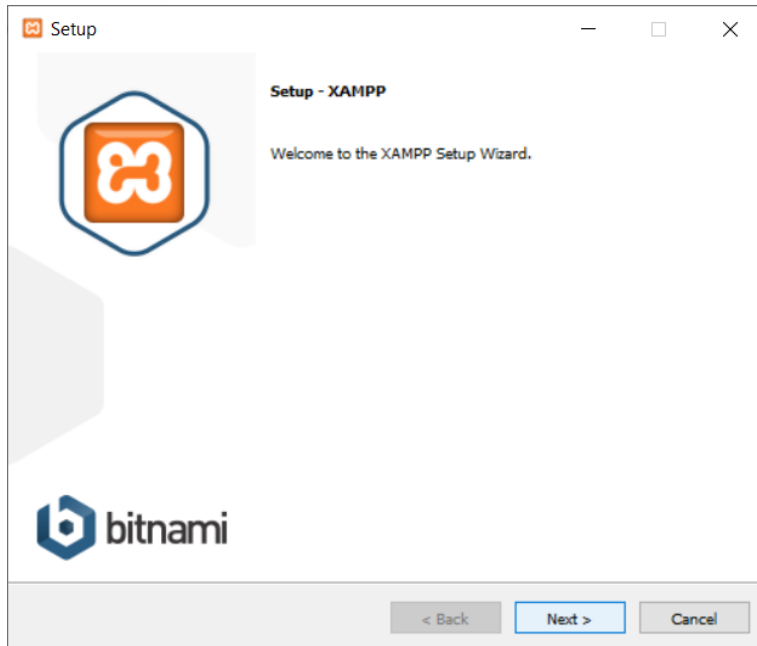 Setup
Setup - XAMPP
Welcome to the XAMPP Setup Wizard.
bitnami
< Back
Next >
Cancel